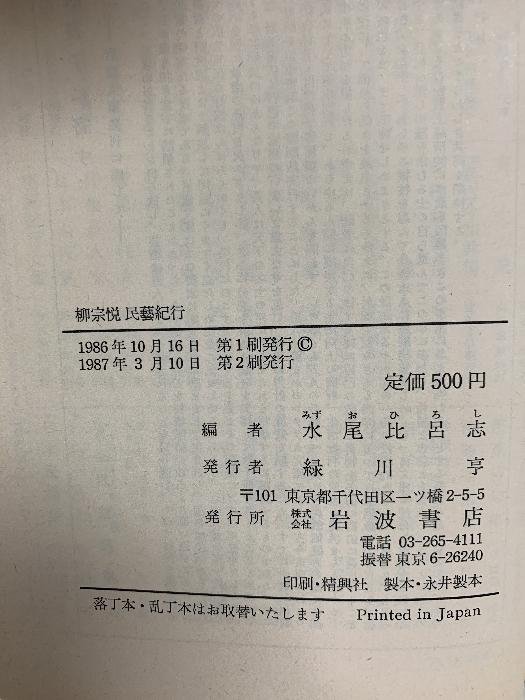 柳宗悦 民藝紀行
1986年10月16日 第1刷発行©
1987年3月10日 第2刷発行
定価500円
みず お ひ ろ し
編者 水尾比呂志
発行者 緑川亨
〒101 東京都千代田区一ツ橋2-5-5
発行所 株式会社 岩波書店
電話 03-265-4111
振替 東京6-26240
印刷・精興社 製本・永井製本
落丁本・乱丁本はお取替いたします Printed in Japan